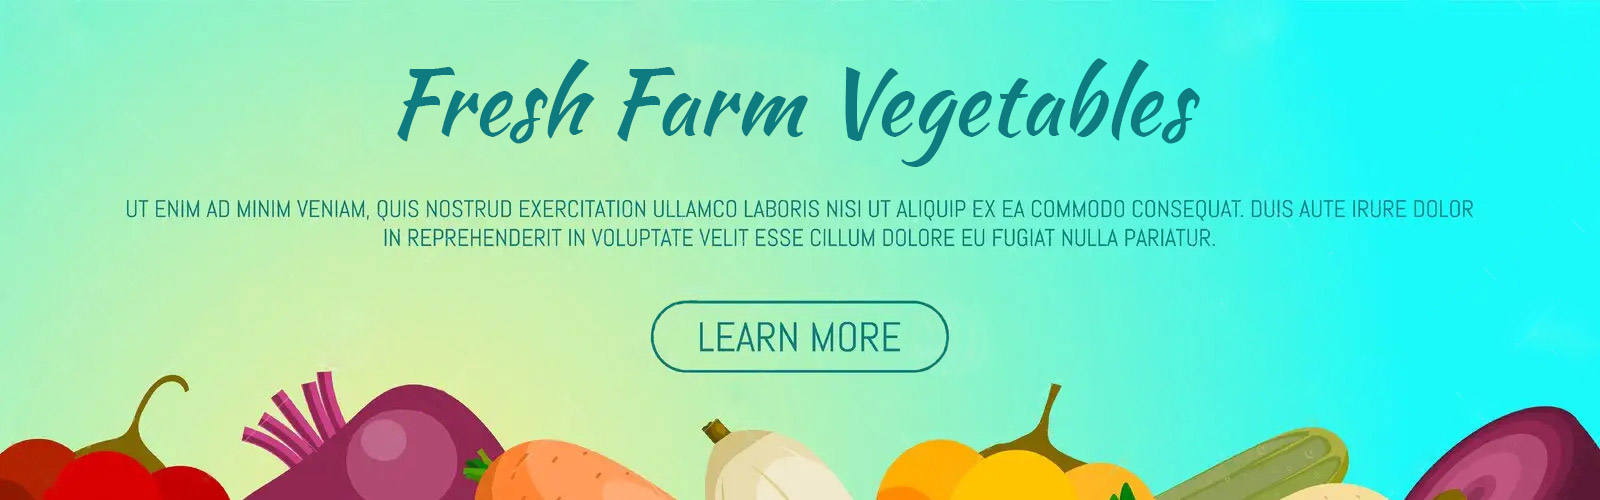 Fresh Farm Vegetables
UT ENIM AD MINIM VENIAM, QUIS NOSTRUD EXERCITATION ULLAMCO LABORIS NISI UT ALIQUIP EX EA COMMODO CONSEQUAT. DUIS AUTE IRURE DOLOR
IN REPREHENDERIT IN VOLUPTATE VELIT ESSE CILLUM DOLORE EU FUGIAT NULLA PARIATUR.
LEARN MORE